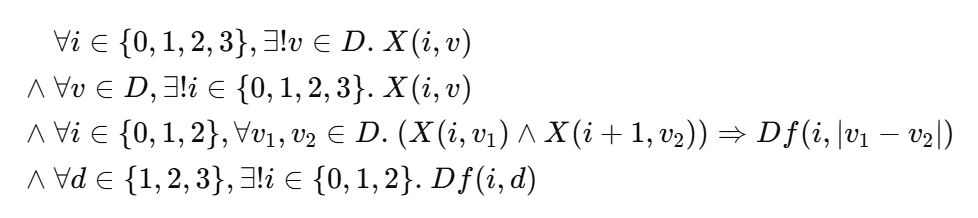 ∀i ∈ {0, 1, 2, 3}, ∃!v ∈ D. X(i, v)
∧ ∀v ∈ D, ∃!i ∈ {0, 1, 2, 3}. X(i, v)
∧ ∀i ∈ {0, 1, 2}, ∀v₁, v₂ ∈ D. (X(i, v₁) ∧ X(i + 1, v₂)) ⇒ Df(i, |v₁ − v₂|)
∧ ∀d ∈ {1, 2, 3}, ∃!i ∈ {0, 1, 2}. Df(i, d)